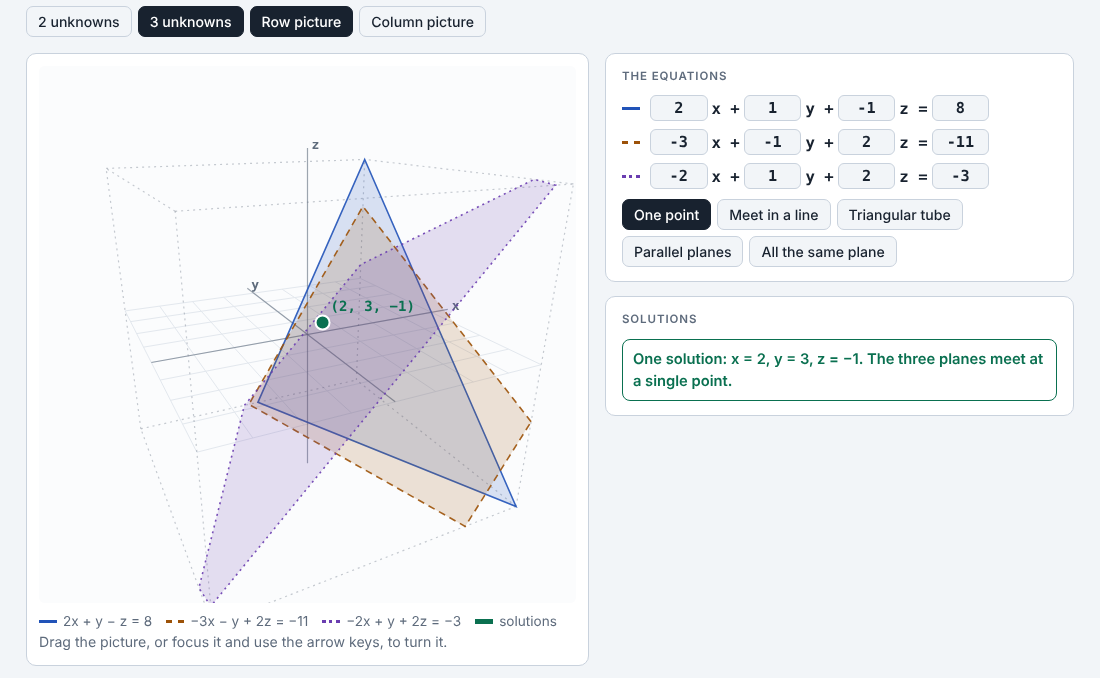 2 unknowns 3 unknowns Row picture Column picture
z
y
(2, 3, −1)
x
2x + y − z = 8 −3x − y + 2z = −11 −2x + y + 2z = −3 solutions
Drag the picture, or focus it and use the arrow keys, to turn it.
THE EQUATIONS
2 x + 1 y + -1 z = 8
-3 x + -1 y + 2 z = -11
-2 x + 1 y + 2 z = -3
One point Meet in a line Triangular tube
Parallel planes All the same plane
SOLUTIONS
One solution: x = 2, y = 3, z = −1. The three planes meet at
a single point.